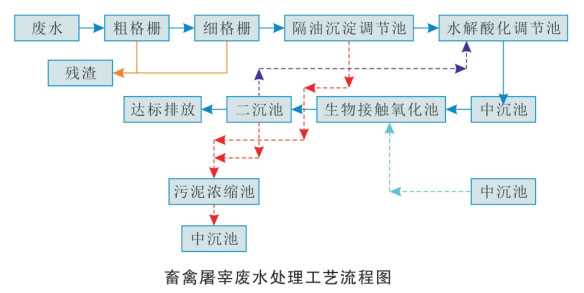 废水
粗格栅
细格栅
隔油沉淀调节池
水解酸化调节池
残渣
达标排放
二沉池
生物接触氧化池
中沉池
污泥浓缩池
中沉池
中沉池
畜禽屠宰废水处理工艺流程图